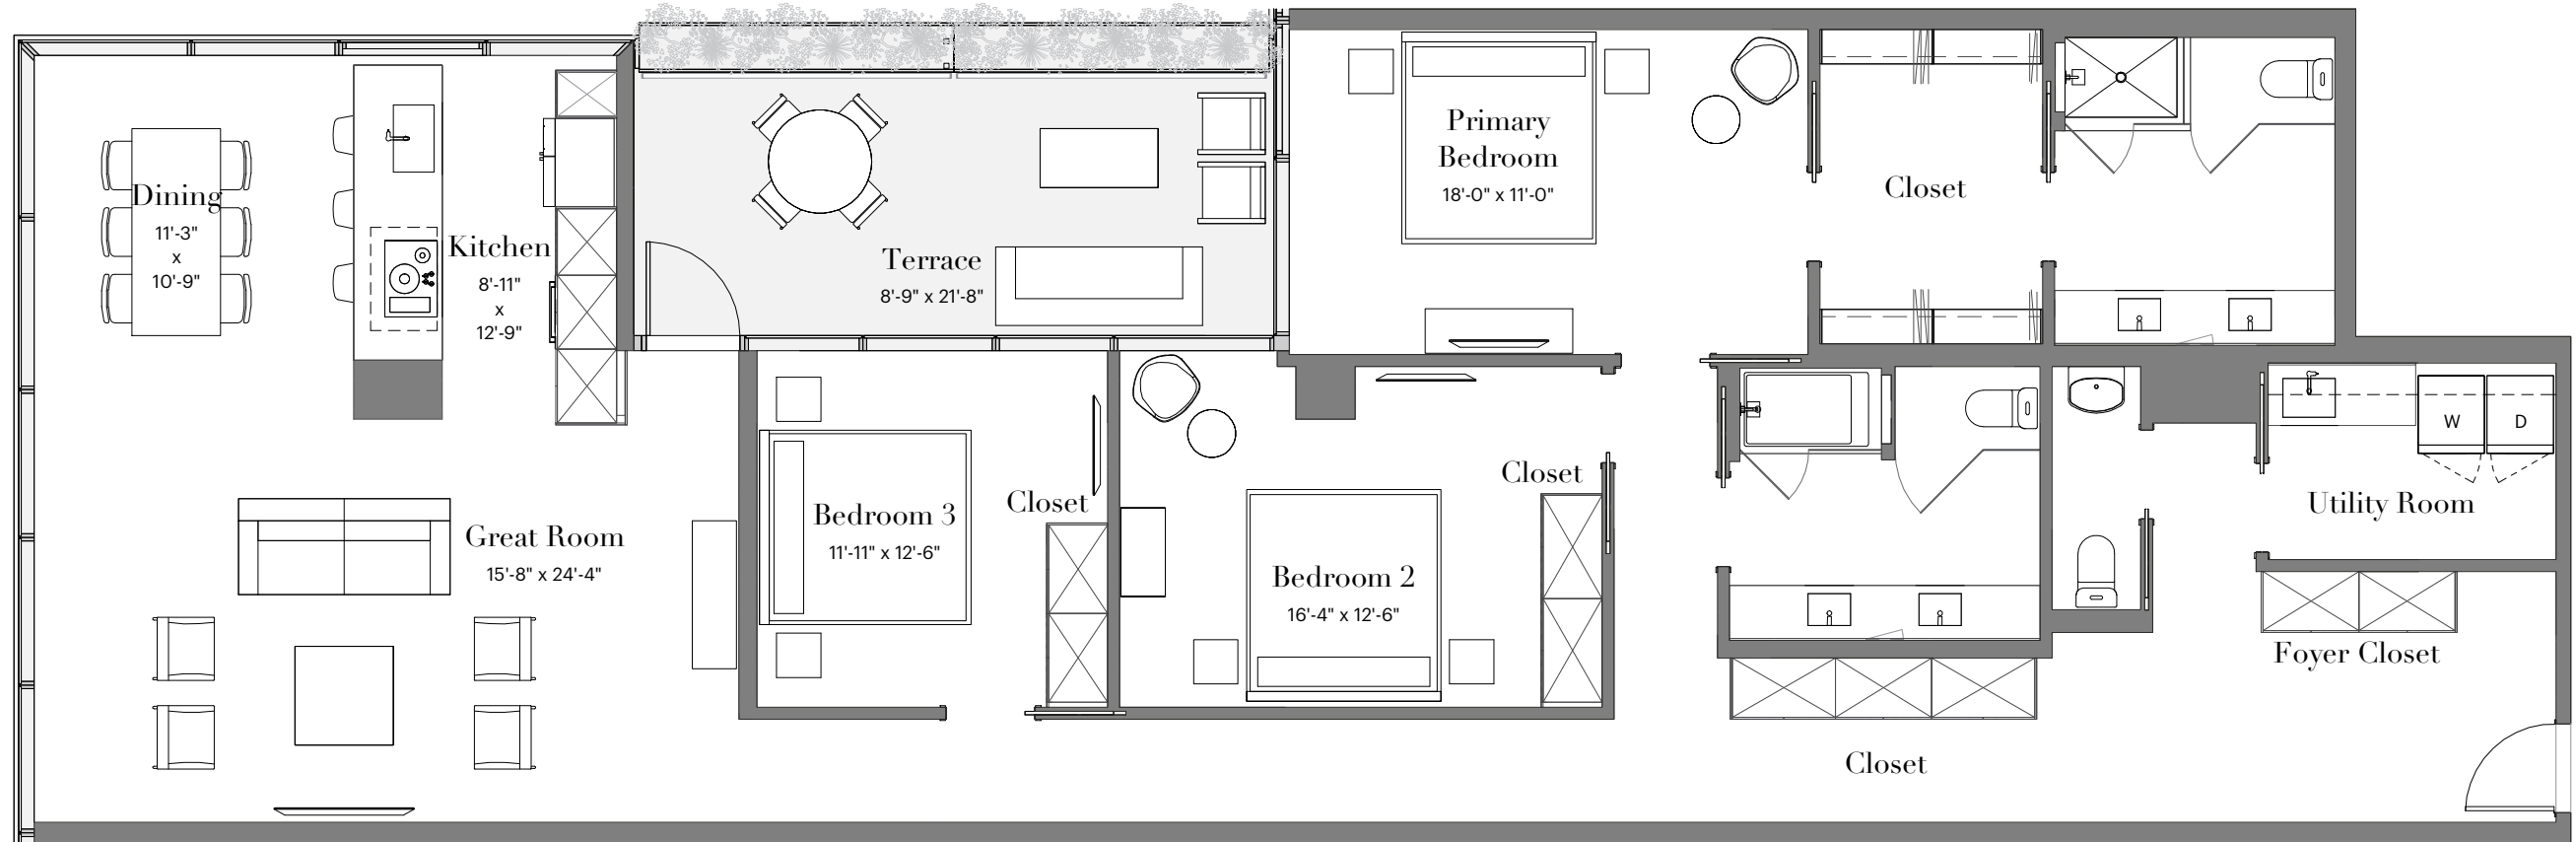 Dining
11'-3"
x
10'-9"
Kitchen
8'-11"
x
12'-9"
Terrace
8'-9" x 21'-8"
Primary
Bedroom
18'-0" x 11'-0"
Closet
Great Room
15'-8" x 24'-4"
Bedroom 3
11'-11" x 12'-6"
Closet
Bedroom 2
16'-4" x 12'-6"
Closet
W D
Utility Room
Foyer Closet
Closet